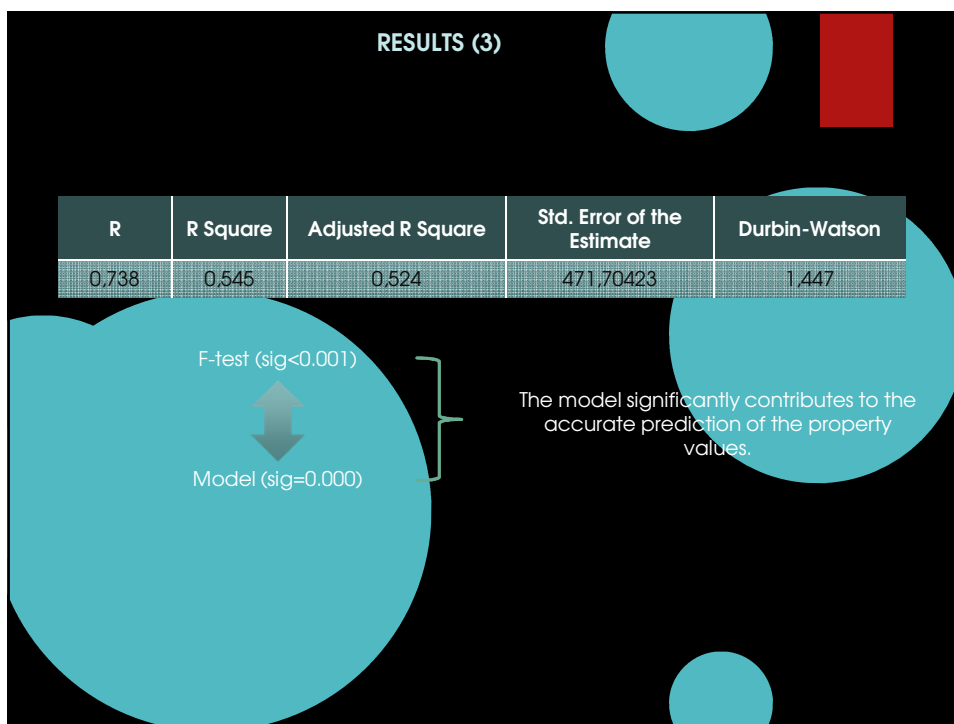 RESULTS (3)
R R Square Adjusted R Square Std. Error of the Estimate Durbin-Watson
0,738 0,545 0,524 471,70423 1,447
F-test (sig<0.001)
Model (sig=0.000)
The model significantly contributes to the
accurate prediction of the property
values.